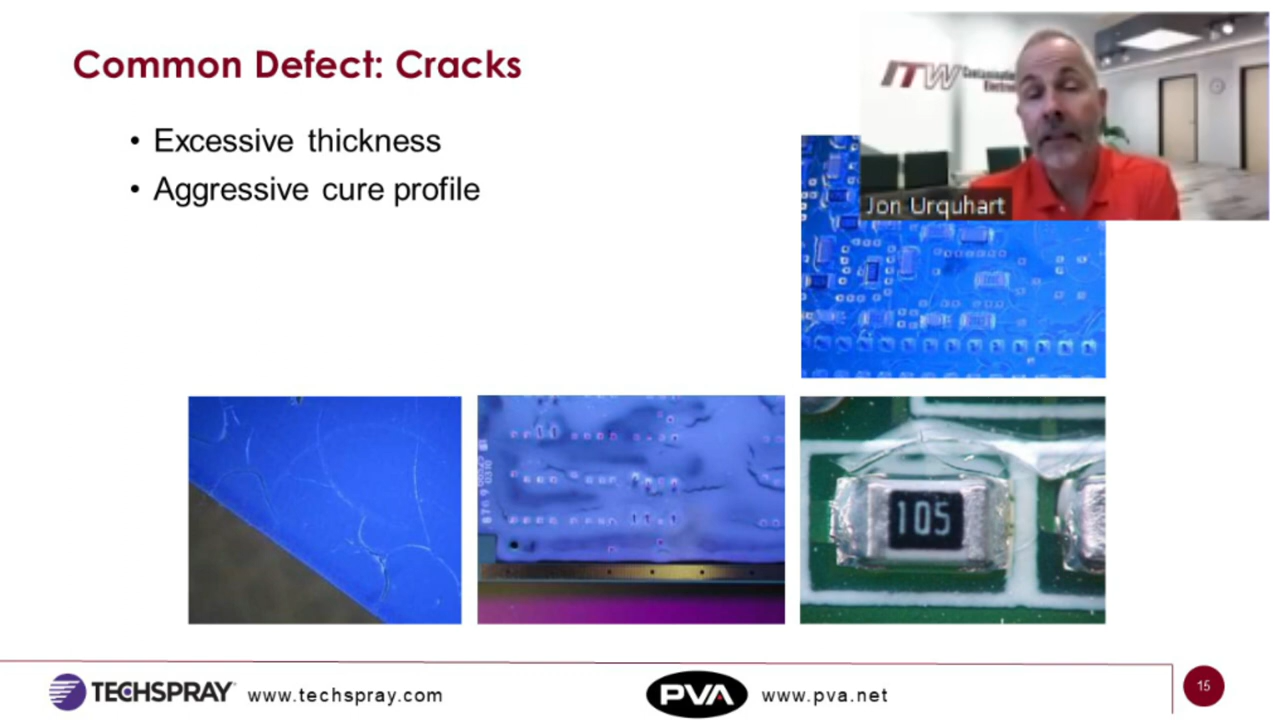 Common Defect: Cracks
• Excessive thickness
• Aggressive cure profile
ITW
Jon Urquhart
105
TECHSPRAY
www.techspray.com
PVA
www.pva.net
15